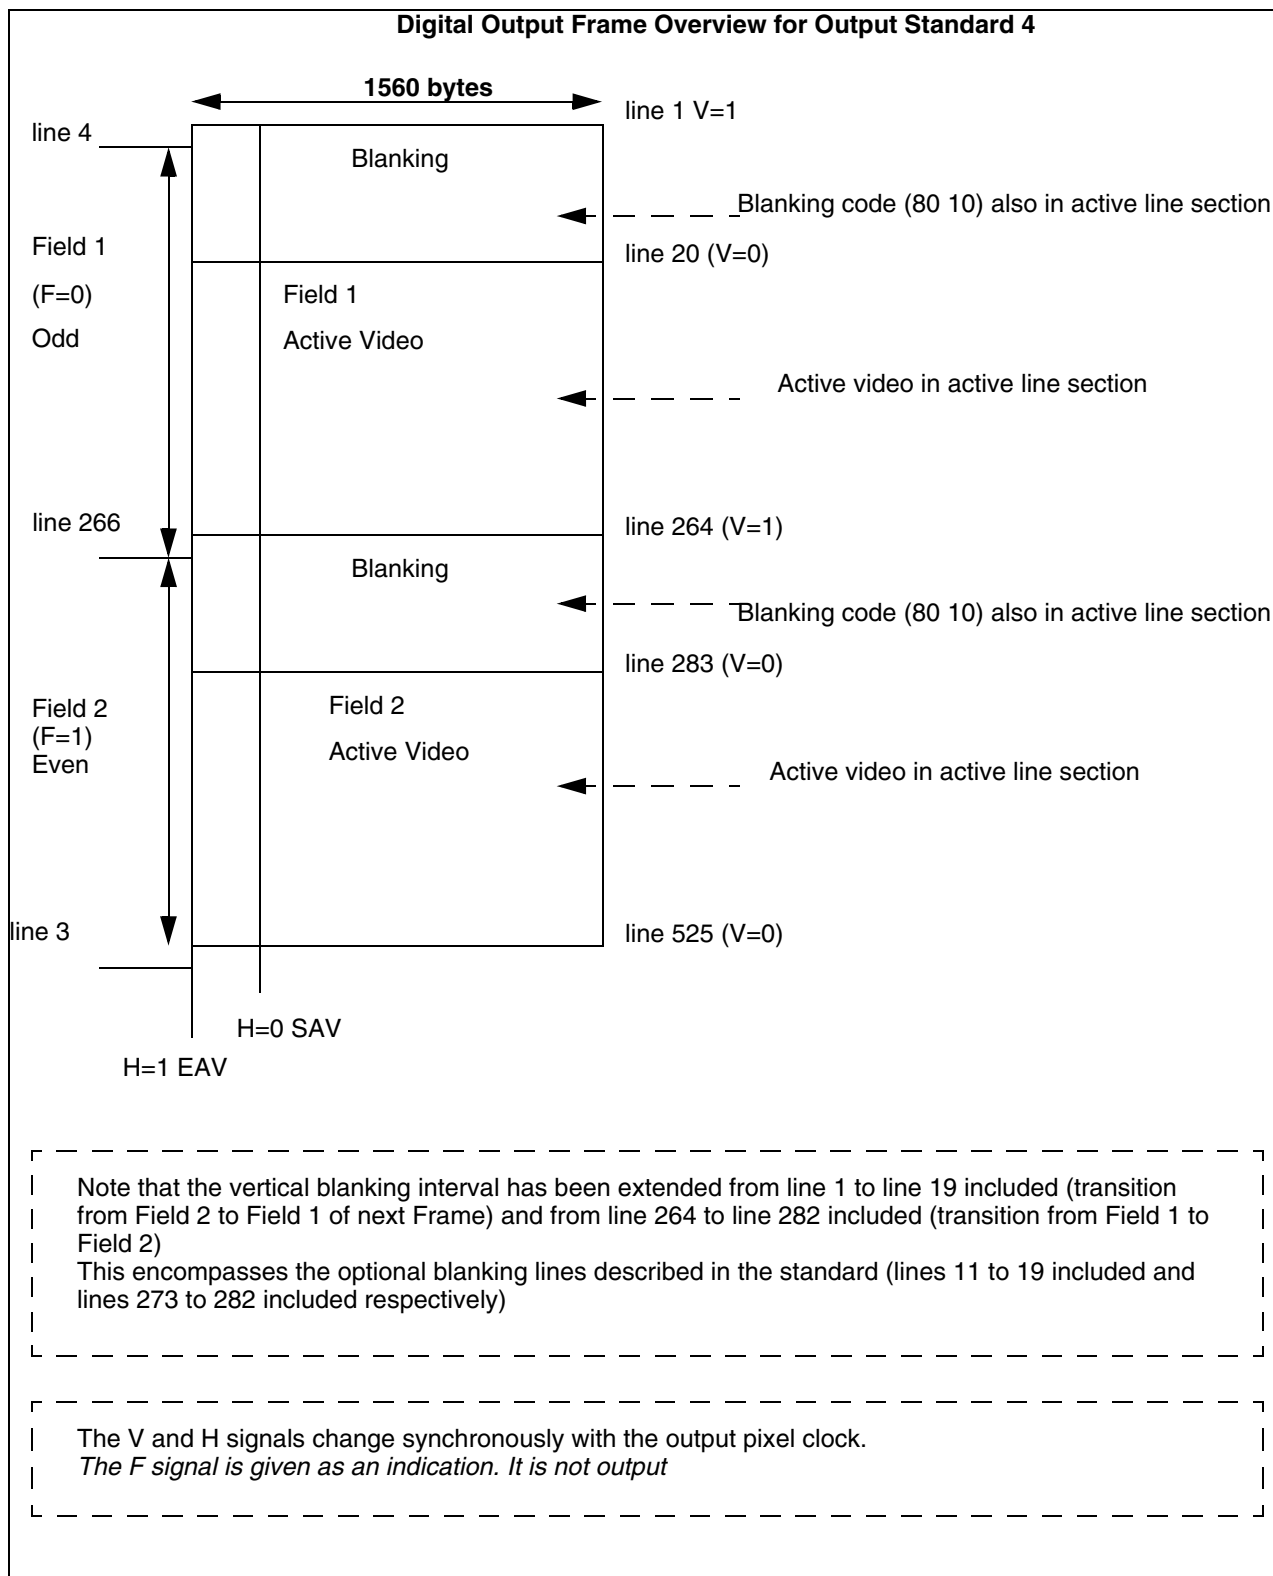 Digital Output Frame Overview for Output Standard 4
1560 bytes
line 1 V=1
line 4
Blanking
Blanking code (80 10) also in active line section
Field 1
(F=0)
Odd
line 20 (V=0)
Field 1
Active Video
Active video in active line section
line 266
line 264 (V=1)
Blanking
Blanking code (80 10) also in active line section
line 283 (V=0)
Field 2
(F=1)
Even
Field 2
Active Video
Active video in active line section
line 3
line 525 (V=0)
H=0 SAV
H=1 EAV
Note that the vertical blanking interval has been extended from line 1 to line 19 included (transition
from Field 2 to Field 1 of next Frame) and from line 264 to line 282 included (transition from Field 1 to
Field 2)
This encompasses the optional blanking lines described in the standard (lines 11 to 19 included and
lines 273 to 282 included respectively)
The V and H signals change synchronously with the output pixel clock.
The F signal is given as an indication. It is not output